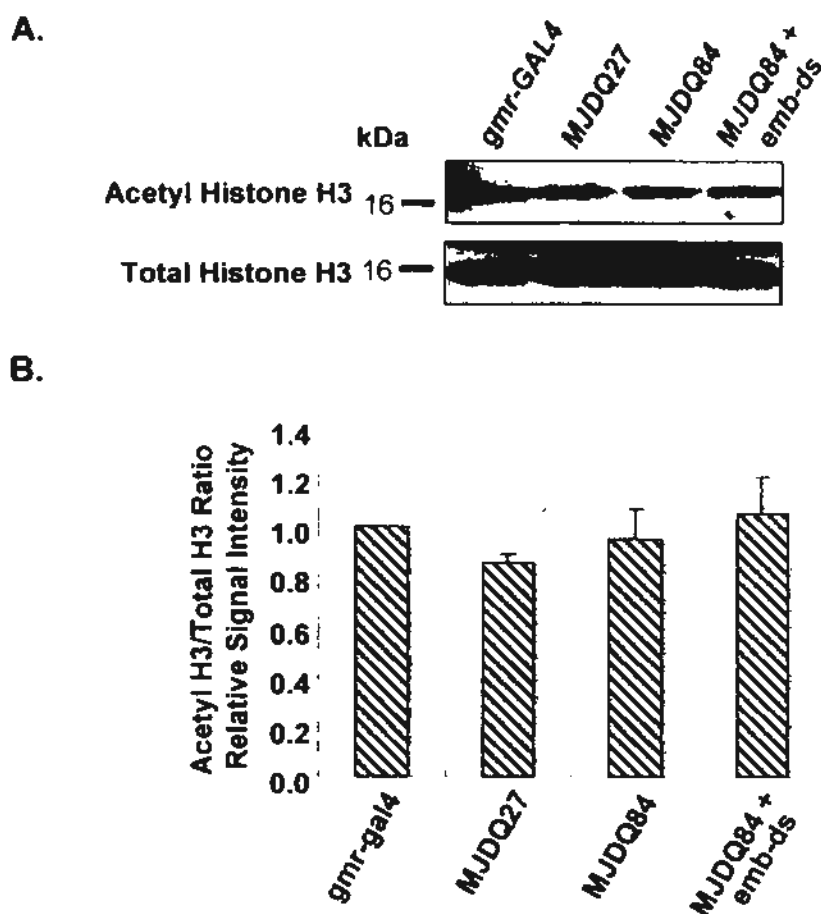 A.
gmr-GAL4
MJDQ27
MJDQ84
MJDQ84 +
emb-ds
kDa
Acetyl Histone H3 16
Total Histone H3 16
B.
Acetyl H3/Total H3 Ratio
Relative Signal Intensity
1.4
1.2
1.0
0.8
0.6
0.4
0.2
0.0
gmr-gal4
MJDQ27
MJDQ84
MJDQ84 +
emb-ds